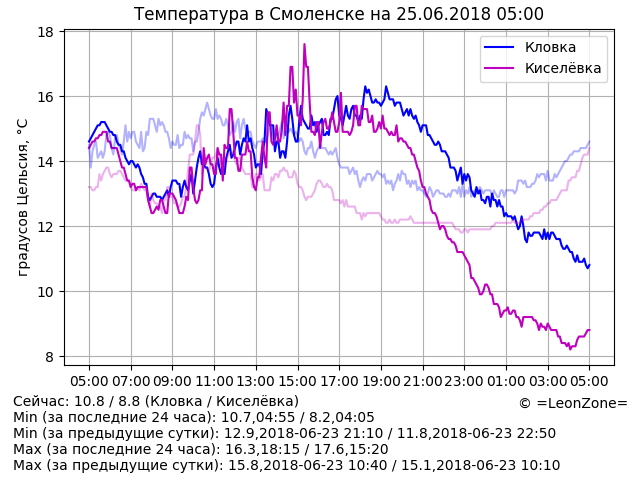 Температура в Смоленске на 25.06.2018 05:00
градусов Цельсия, °C
18
16
14
12
10
8
Кловка
Киселёвка
05:00 07:00 09:00 11:00 13:00 15:00 17:00 19:00 21:00 23:00 01:00 03:00 05:00
Сейчас: 10.8 / 8.8 (Кловка / Киселёвка)
© =LeonZone=
Min (за последние 24 часа): 10.7,04:55 / 8.2,04:05
Min (за предыдущие сутки): 12.9,2018-06-23 21:10 / 11.8,2018-06-23 22:50
Max (за последние 24 часа): 16.3,18:15 / 17.6,15:20
Max (за предыдущие сутки): 15.8,2018-06-23 10:40 / 15.1,2018-06-23 10:10